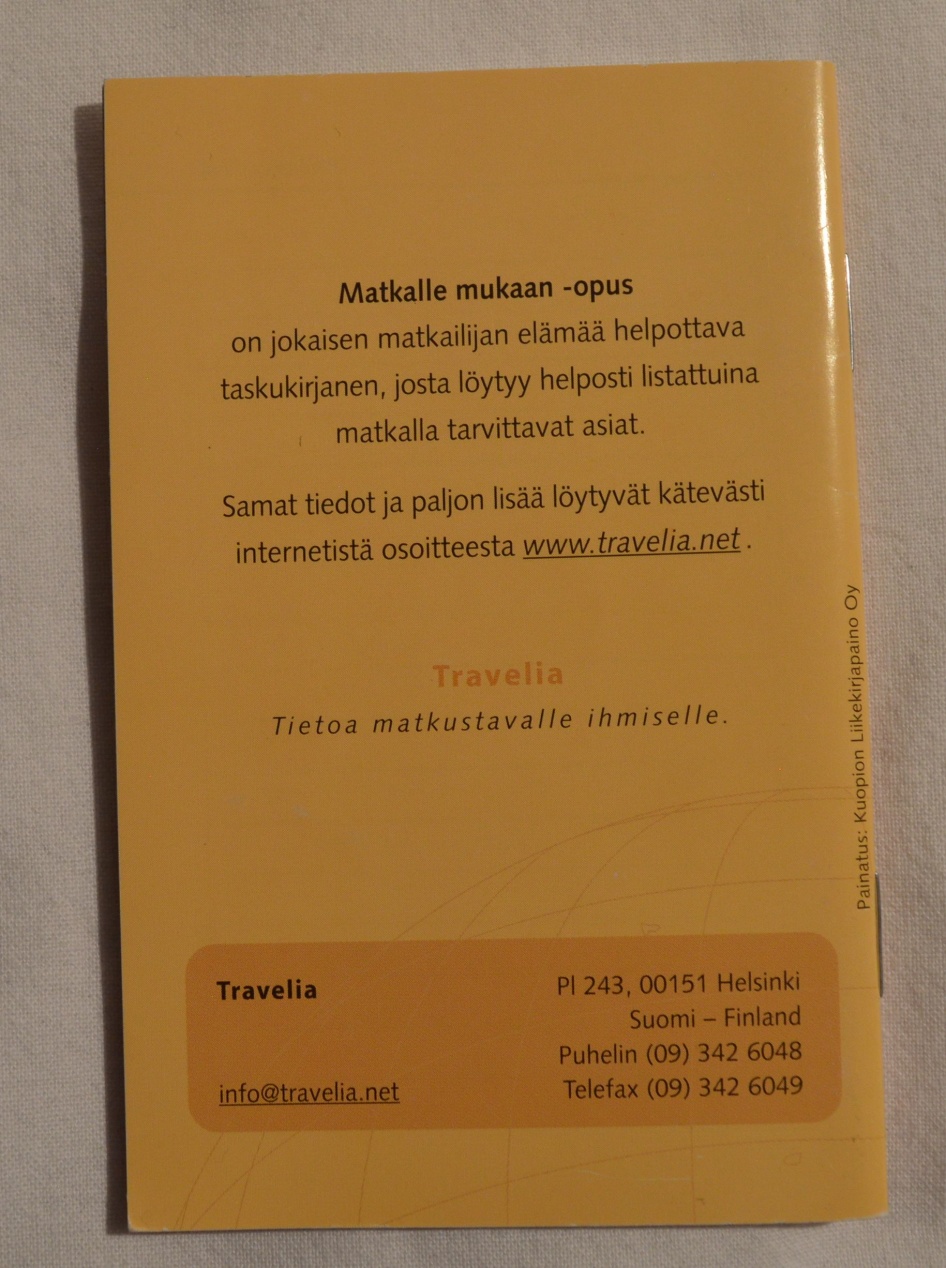 Matkalle mukaan -opus
on jokaisen matkailijan elämää helpottava
taskukirjanen, josta löytyy helposti listattuina
matkalla tarvittavat asiat.
Samat tiedot ja paljon lisää löytyvät kätevästi
internetistä osoitteesta www.travelia.net.
Travelia
Tietoa matkustavalle ihmiselle.
Painatus: Kuopion Liikekirjapaino Oy
Travelia
info@travelia.net
Pl 243, 00151 Helsinki
Suomi – Finland
Puhelin (09) 342 6048
Telefax (09) 342 6049